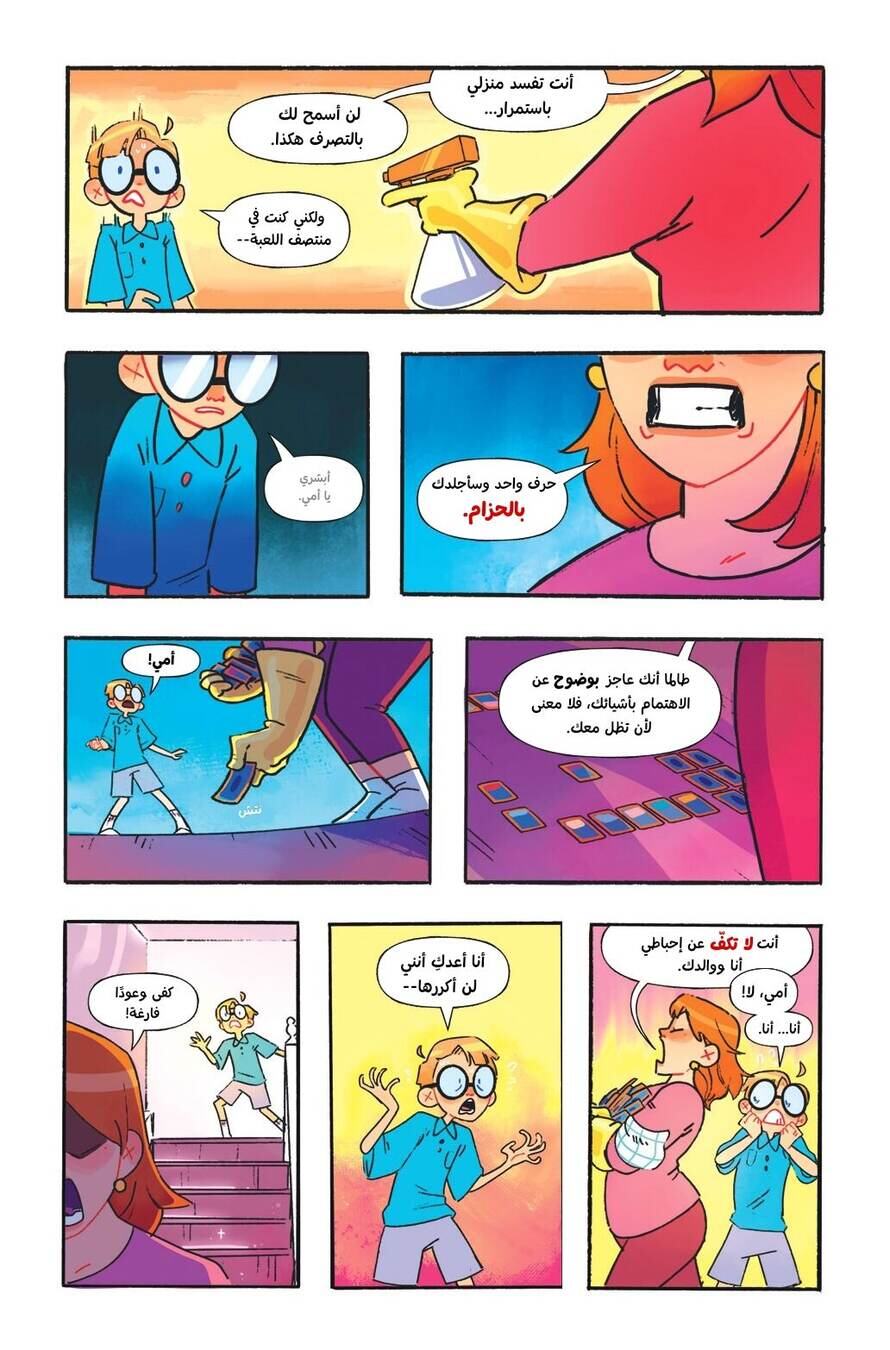 أنت تفسد منزلي
باستمرار...
لن أسمح لك
بالتصرف هكذا.
ولكني كنت في
منتصف اللعبة--
حرف واحد وسأجلدك
بالحزام.
أبشري
يا أمي.
طالما أنك عاجز بوضوح عن
الاهتمام بأشيائك، فلا معنى
لأن تظل معك.
أمي!
نتش
أنت لا تكفّ عن إحباطي
أنا ووالدك.
أمي، لا!
أنا... أنا.
أنا أعدكِ أنني
لن أكررها--
كفى وعودًا
فارغة!